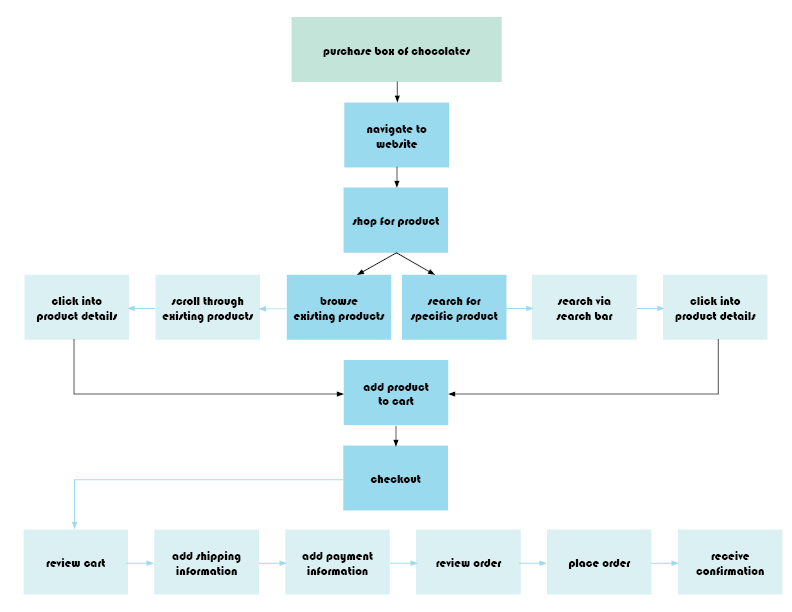 purchase box of chocolates
navigate to
website
shop for product
click into
product details
scroll through
existing products
browse
existing products
search for
specific product
search via
search bar
click into
product details
add product
to cart
checkout
review cart
add shipping
information
add payment
information
review order
place order
receive
confirmation